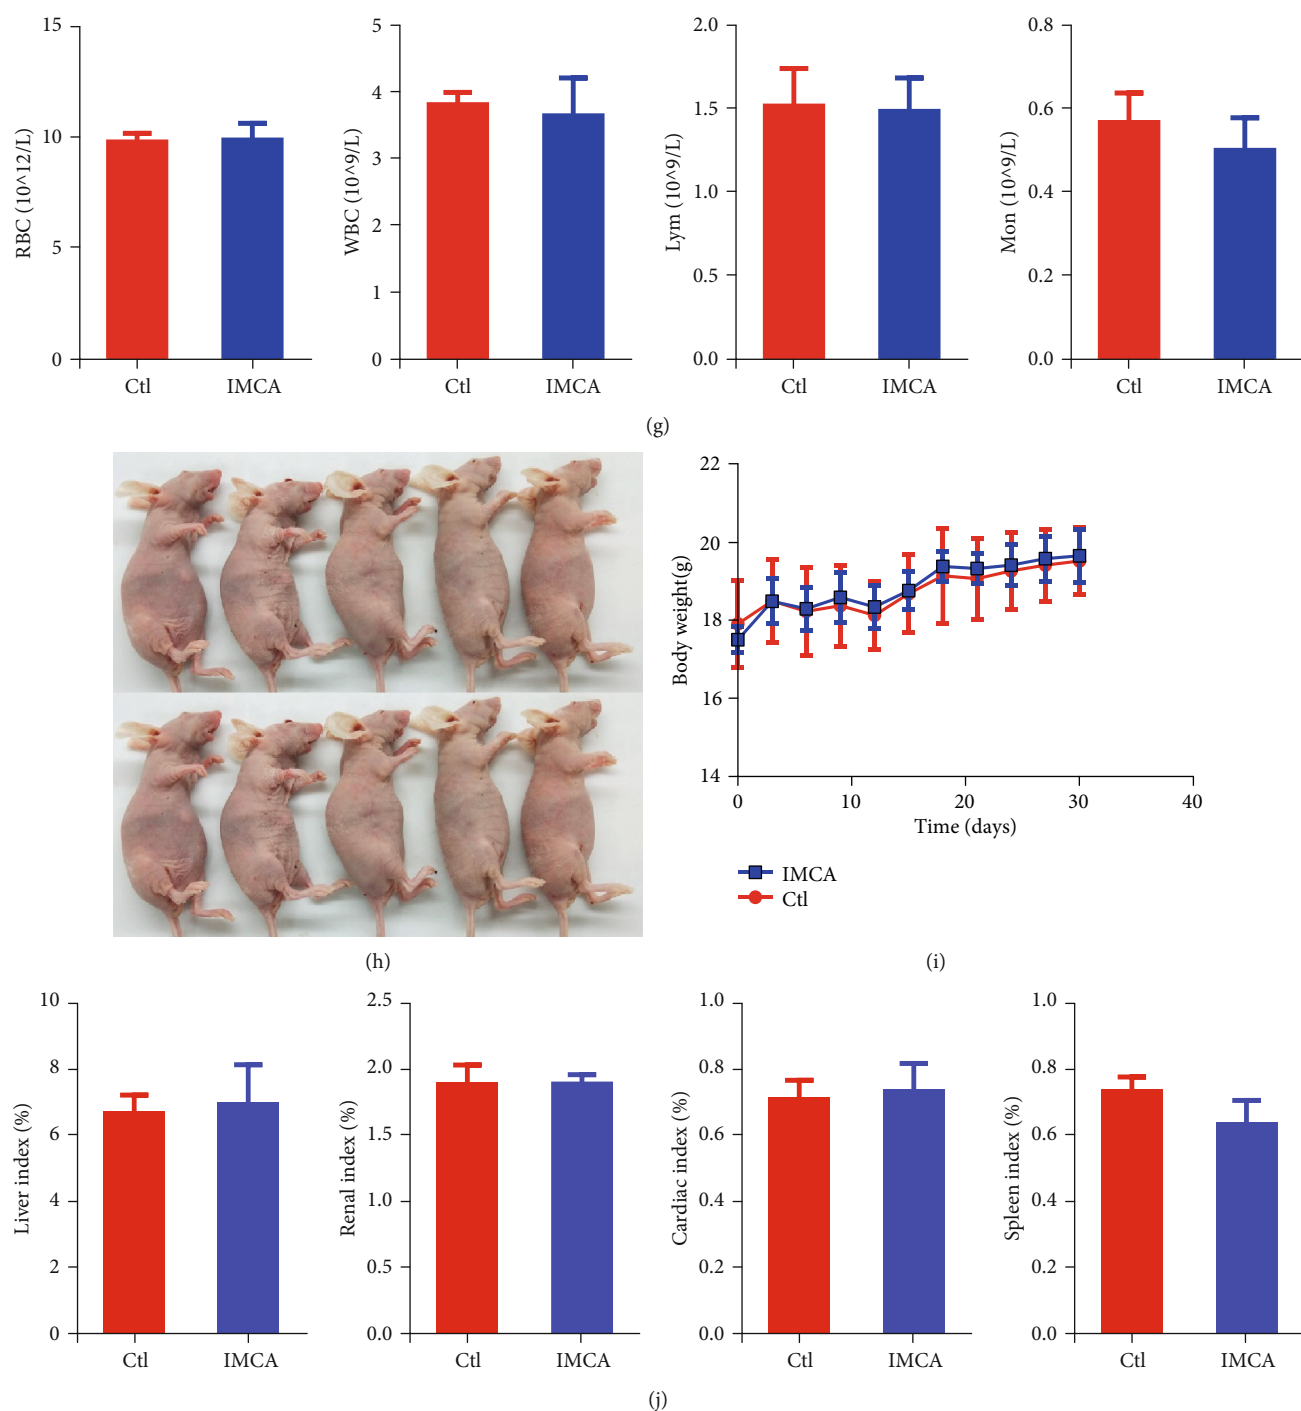 15
10
5
0
RBC (10^12/L)
Ctl
IMCA
5
4
3
2
1
0
WBC (10^9/L)
Ctl
IMCA
2.0
1.5
1.0
0.5
0.0
Lym (10^9/L)
Ctl
IMCA
0.8
0.6
0.4
0.2
0.0
Mon (10^9/L)
Ctl
IMCA
(g)
(h)
22
20
18
16
14
Body weight(g)
0
10
20
30
40
Time (days)
IMCA
Ctl
(i)
10
8
6
4
2
0
Liver index (%)
Ctl
IMCA
2.5
2.0
1.5
1.0
0.5
0.0
Renal index (%)
Ctl
IMCA
1.0
0.8
0.6
0.4
0.2
0.0
Cardiac index (%)
Ctl
IMCA
1.0
0.8
0.6
0.4
0.2
0.0
Spleen index (%)
Ctl
IMCA
(j)